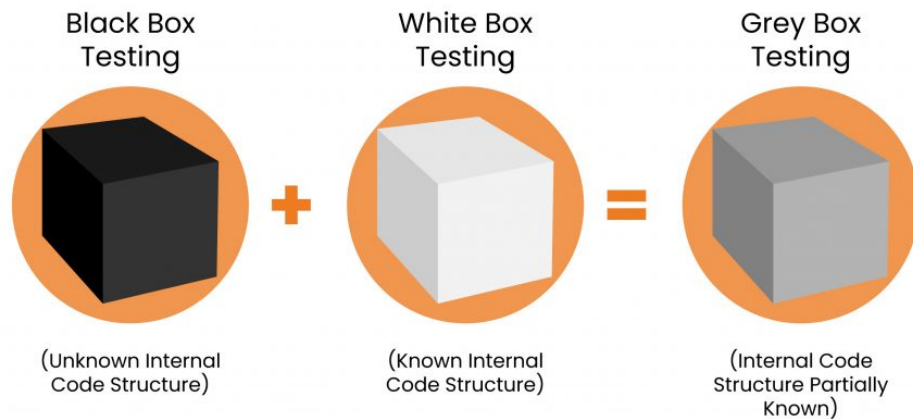 Black Box
Testing
White Box
Testing
Grey Box
Testing
+
=
(Unknown Internal
Code Structure)
(Known Internal
Code Structure)
(Internal Code
Structure Partially
Known)